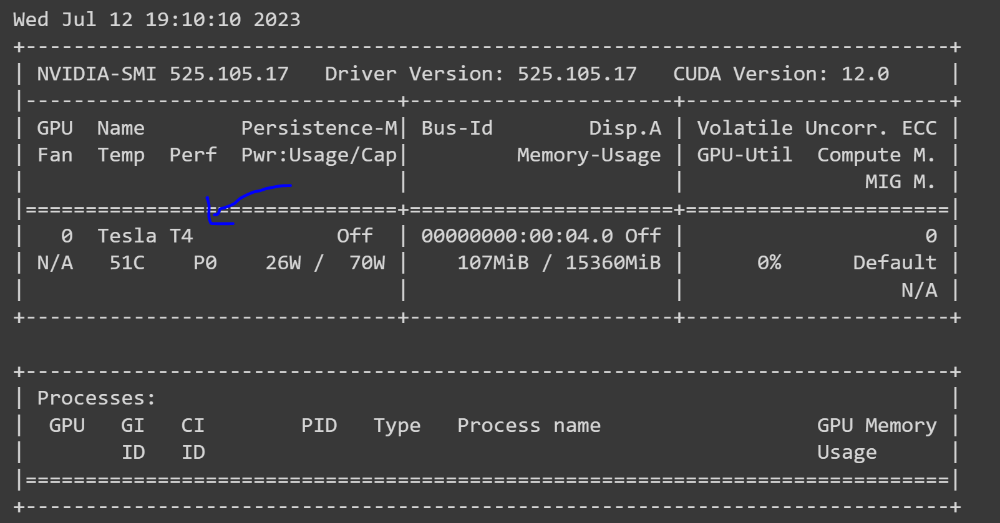 Wed Jul 12 19:10:10 2023
+-----------------------------------------------------------------------------+
| NVIDIA-SMI 525.105.17   Driver Version: 525.105.17   CUDA Version: 12.0     |
|-------------------------------+----------------------+----------------------+
| GPU  Name        Persistence-M| Bus-Id        Disp.A | Volatile Uncorr. ECC |
| Fan  Temp  Perf  Pwr:Usage/Cap|         Memory-Usage | GPU-Util  Compute M. |
|                               |                      |               MIG M. |
|===============================+======================+======================|
|   0  Tesla T4            Off  | 00000000:00:04.0 Off |                    0 |
| N/A   51C    P0    26W /  70W |    107MiB / 15360MiB |      0%      Default |
|                               |                      |                  N/A |
+-------------------------------+----------------------+----------------------+

+-----------------------------------------------------------------------------+
| Processes:                                                                  |
|  GPU   GI   CI        PID   Type   Process name                  GPU Memory |
|        ID   ID                                                   Usage      |
|=============================================================================|
+-----------------------------------------------------------------------------+